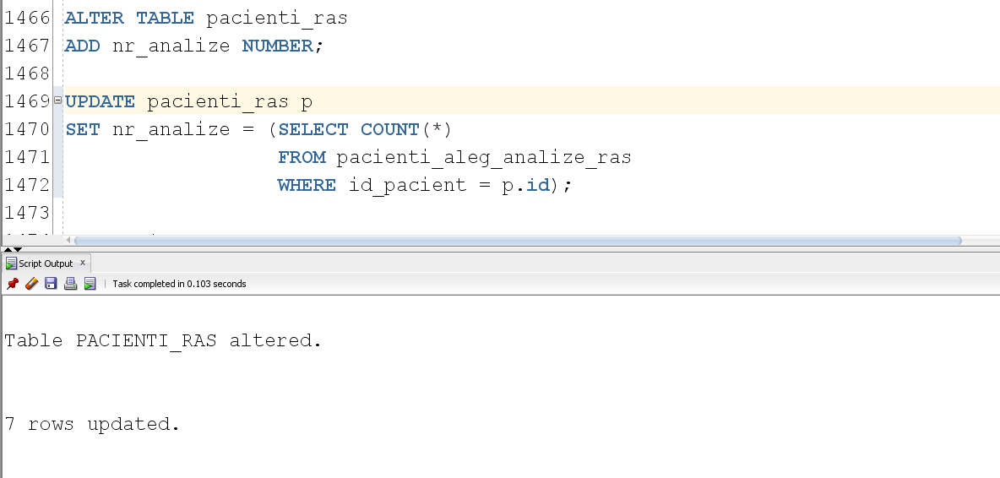 1466 ALTER TABLE pacienti_ras
1467 ADD nr_analize NUMBER;
1468
1469 UPDATE pacienti_ras p
1470 SET nr_analize = (SELECT COUNT(*)
1471 FROM pacienti_aleg_analize_ras
1472 WHERE id_pacient = p.id);
1473
Script Output x
Task completed in 0.103 seconds
Table PACIENTI_RAS altered.
7 rows updated.